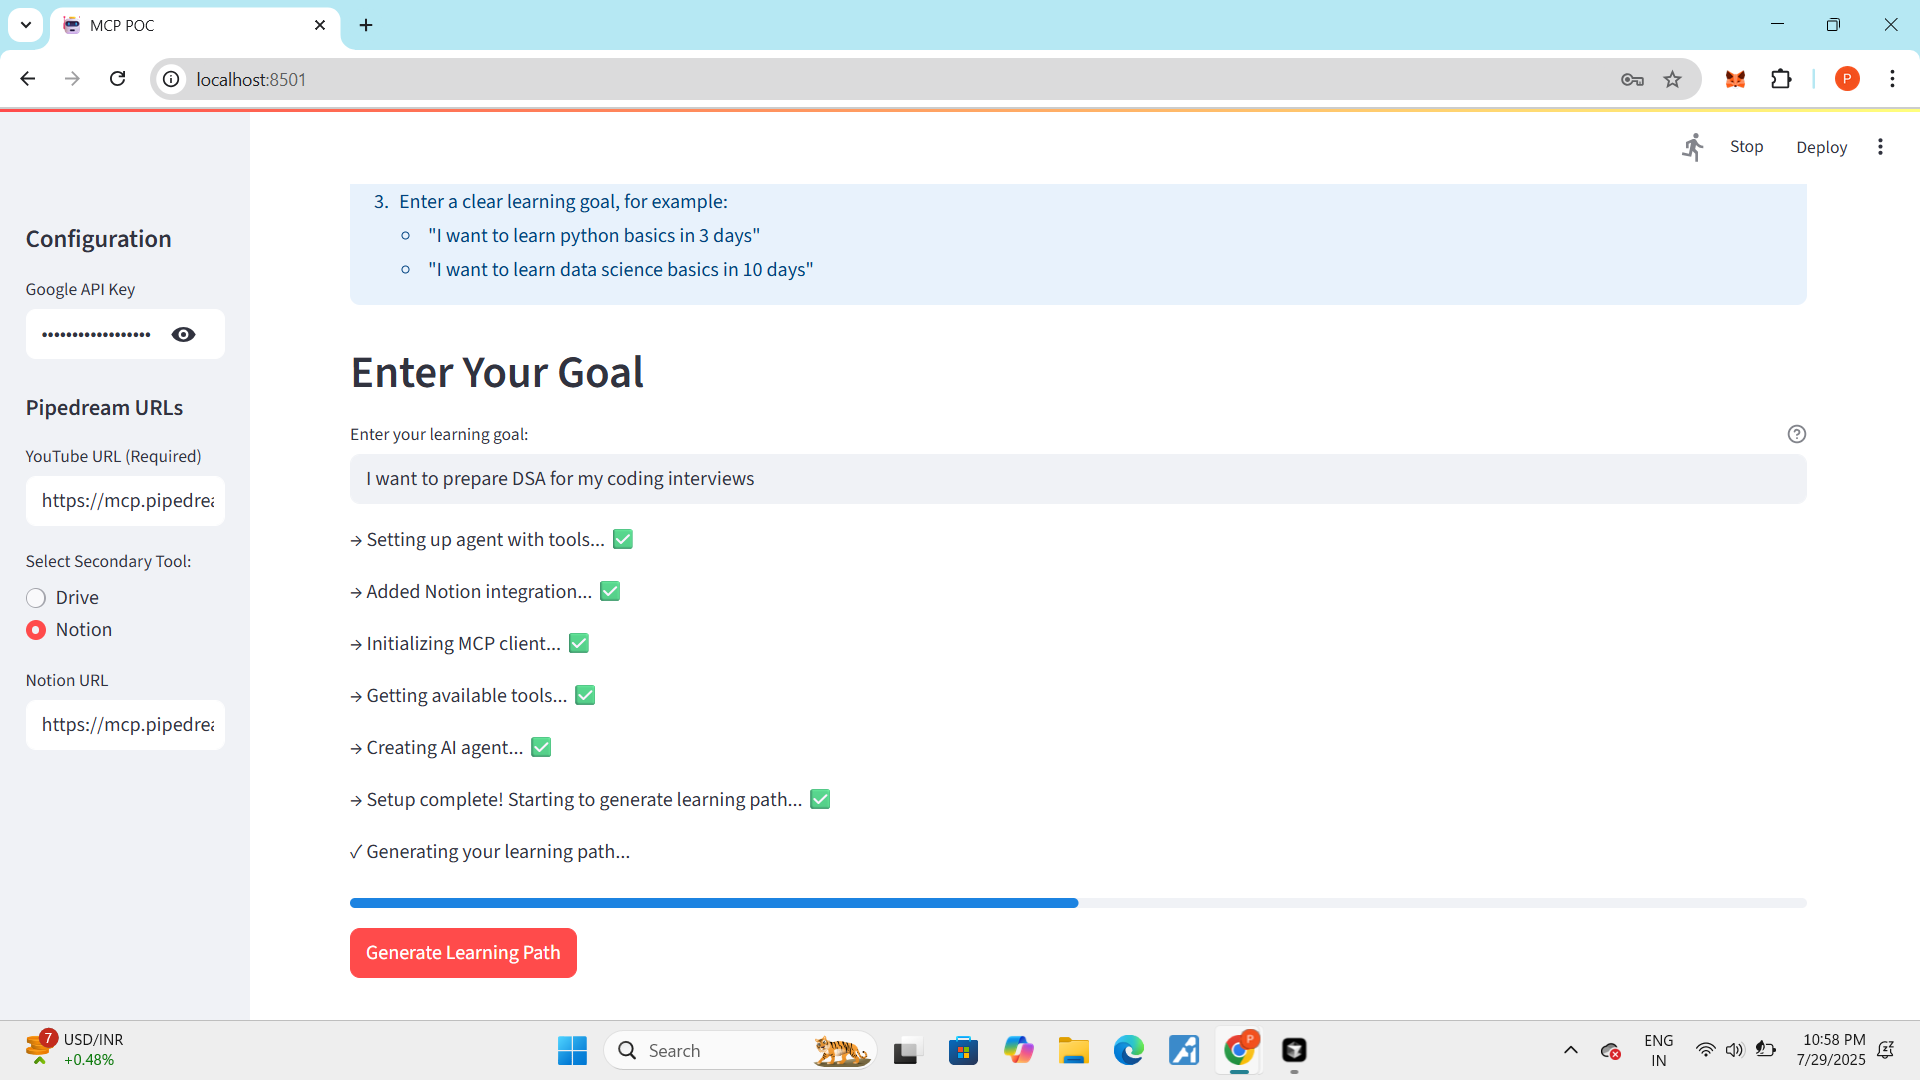 MCP POC
localhost:8501
P
Stop
Deploy
Configuration
Google API Key
••••••••••••••••••
Pipedream URLs
YouTube URL (Required)
https://mcp.pipedrea
Select Secondary Tool:
Drive
Notion
Notion URL
https://mcp.pipedrea
3. Enter a clear learning goal, for example:
"I want to learn python basics in 3 days"
"I want to learn data science basics in 10 days"
Enter Your Goal
Enter your learning goal:
I want to prepare DSA for my coding interviews
→ Setting up agent with tools... ✅
→ Added Notion integration... ✅
→ Initializing MCP client... ✅
→ Getting available tools... ✅
→ Creating AI agent... ✅
→ Setup complete! Starting to generate learning path... ✅
✓ Generating your learning path...
Generate Learning Path
7
USD/INR
+0.48%
Search
P
ENG
IN
10:58 PM
7/29/2025